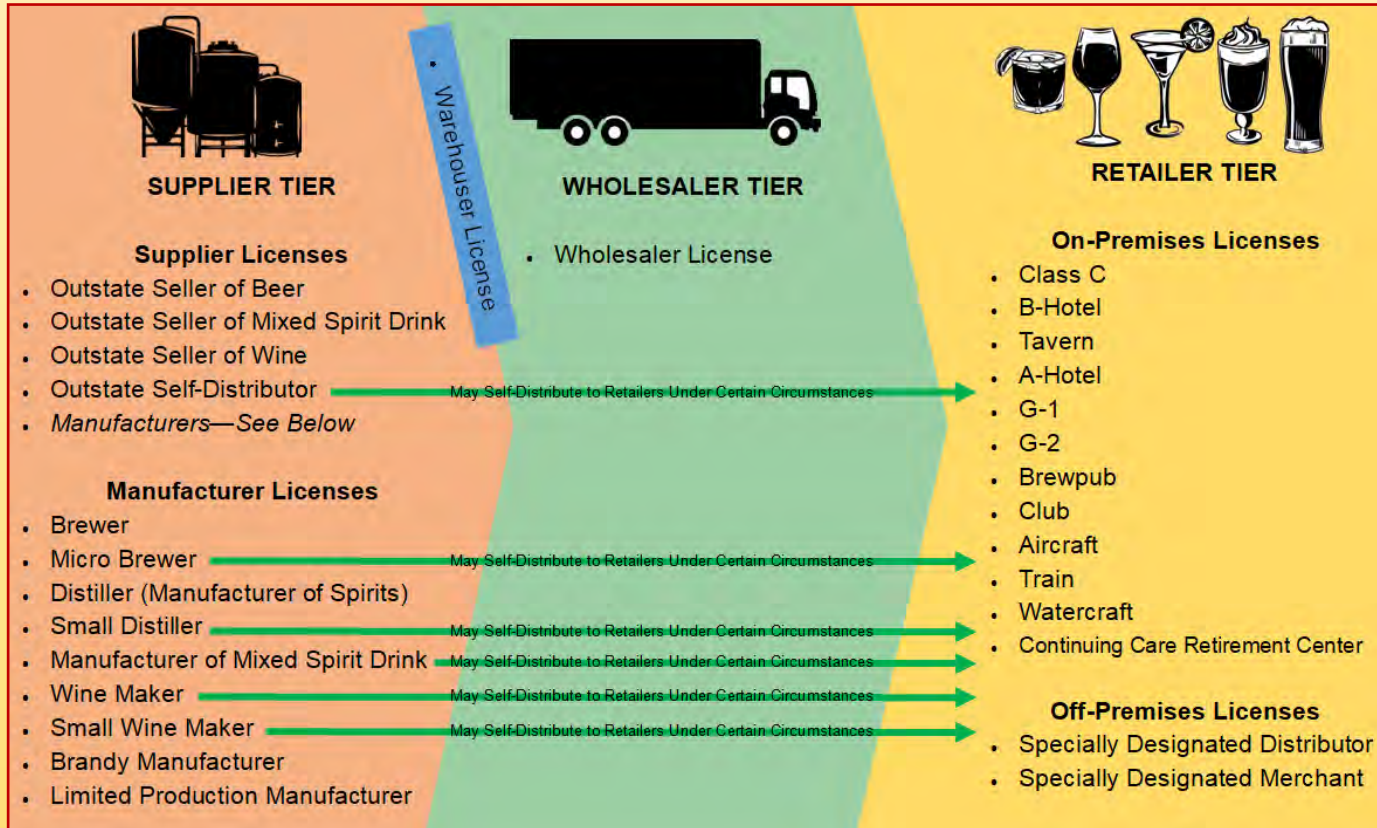 SUPPLIER TIER
Supplier Licenses
• Outstate Seller of Beer
• Outstate Seller of Mixed Spirit Drink
• Outstate Seller of Wine
• Outstate Self-Distributor
May Self-Distribute to Retailers Under Certain Circumstances
• Manufacturers—See Below
Manufacturer Licenses
• Brewer
• Micro Brewer
May Self-Distribute to Retailers Under Certain Circumstances
• Distiller (Manufacturer of Spirits)
• Small Distiller
May Self-Distribute to Retailers Under Certain Circumstances
• Manufacturer of Mixed Spirit Drink
May Self-Distribute to Retailers Under Certain Circumstances
• Wine Maker
May Self-Distribute to Retailers Under Certain Circumstances
• Small Wine Maker
May Self-Distribute to Retailers Under Certain Circumstances
• Brandy Manufacturer
• Limited Production Manufacturer
• Warehouser License
WHOLESALER TIER
• Wholesaler License
RETAILER TIER
On-Premises Licenses
• Class C
• B-Hotel
• Tavern
• A-Hotel
• G-1
• G-2
• Brewpub
• Club
• Aircraft
• Train
• Watercraft
• Continuing Care Retirement Center
Off-Premises Licenses
• Specially Designated Distributor
• Specially Designated Merchant